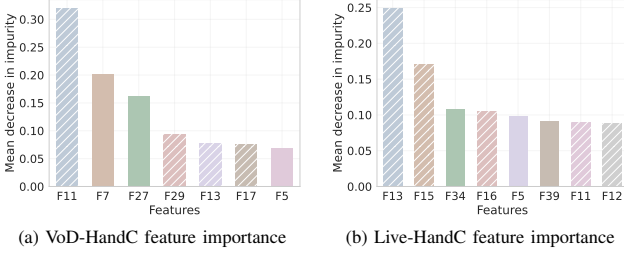 Mean decrease in impurity
0.30
0.25
0.20
0.15
0.10
0.05
0.00
F11 F7 F27 F29 F13 F17 F5
Features
(a) VoD-HandC feature importance
Mean decrease in impurity
0.25
0.20
0.15
0.10
0.05
0.00
F13 F15 F34 F16 F5 F39 F11 F12
Features
(b) Live-HandC feature importance